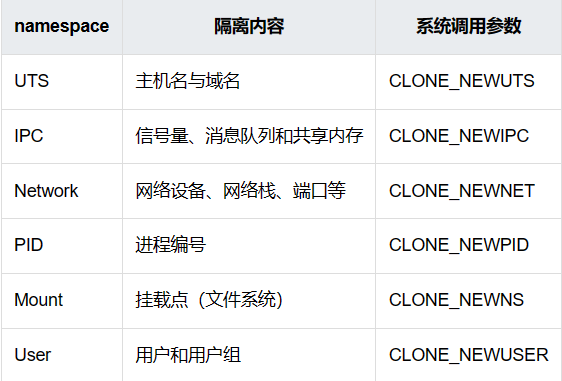 namespace 隔离内容 系统调用参数
UTS 主机名与域名 CLONE_NEWUTS
IPC 信号量、消息队列和共享内存 CLONE_NEWIPC
Network 网络设备、网络栈、端口等 CLONE_NEWNET
PID 进程编号 CLONE_NEWPID
Mount 挂载点（文件系统） CLONE_NEWNS
User 用户和用户组 CLONE_NEWUSER